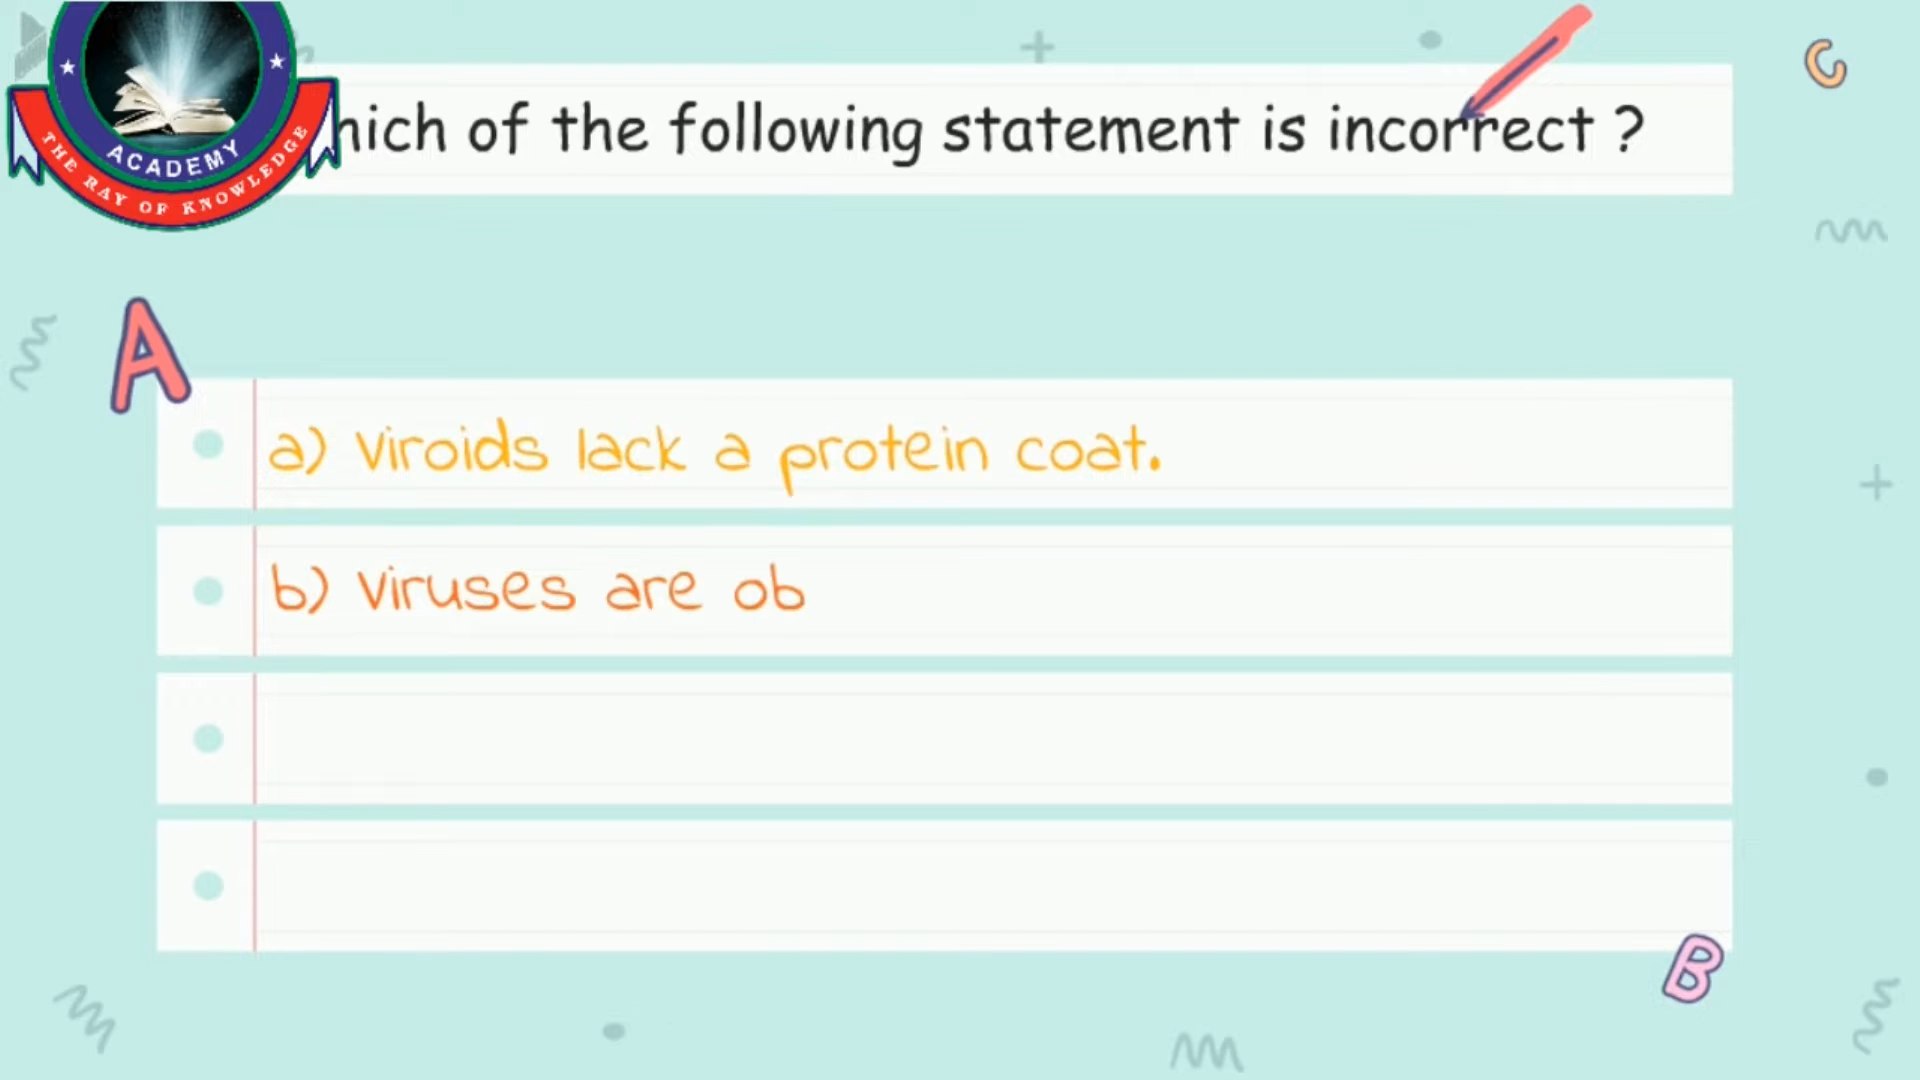 ACADEMY
THE RAY OF KNOWLEDGE
hich of the following statement is incorrect ?
A
a) Viroids lack a protein coat.
b) Viruses are ob
B